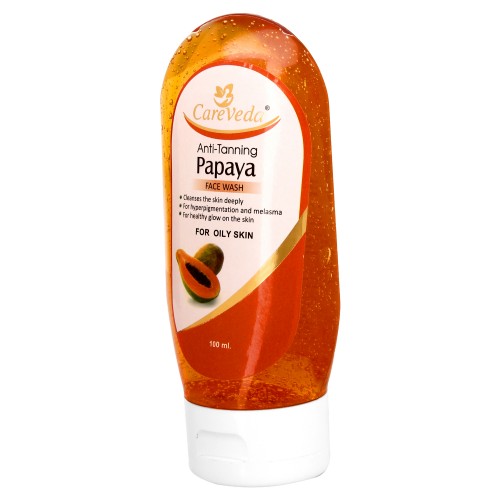 CareVeda®
Anti-Tanning
Papaya
FACE WASH
• Cleanses the skin deeply
• For hyperpigmentation and melasma
• For healthy glow on the skin
FOR OILY SKIN
100 ml.